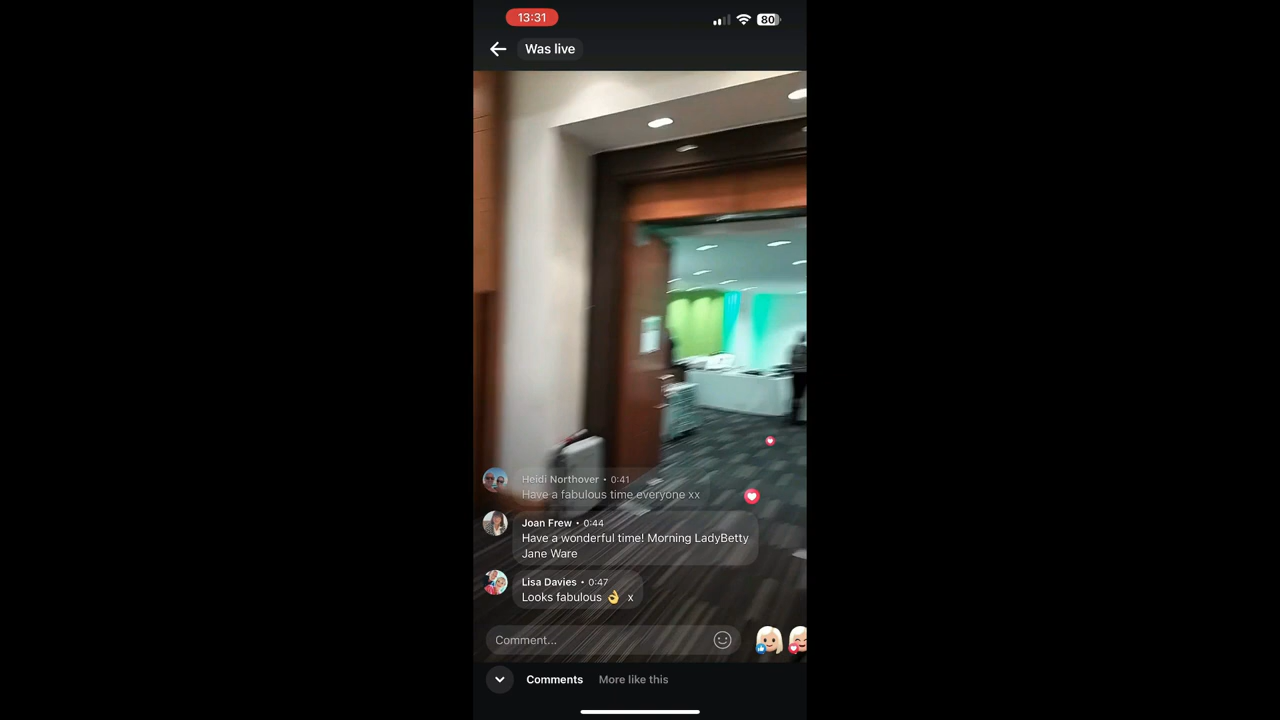 13:31
80
Was live
Heidi Northover • 0:41
Have a fabulous time everyone xx
Joan Frew • 0:44
Have a wonderful time! Morning LadyBetty
Jane Ware
Lisa Davies • 0:47
Looks fabulous 👌 x
Comment...
Comments More like this